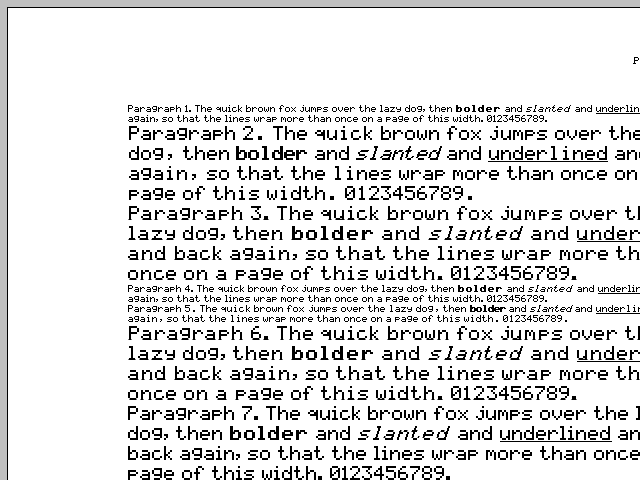 P
Paragraph 1. The quick brown fox jumps over the lazy dog, then bolder and slanted and underlin
again, so that the lines wrap more than once on a page of this width. 0123456789.
Paragraph 2. The quick brown fox jumps over the
dog, then bolder and slanted and underlined an
again, so that the lines wrap more than once on
page of this width. 0123456789.
Paragraph 3. The quick brown fox jumps over t
lazy dog, then bolder and slanted and under
and back again, so that the lines wrap more th
once on a page of this width. 0123456789.
Paragraph 4. The quick brown fox jumps over the lazy dog, then bolder and slanted and underlin
again, so that the lines wrap more than once on a page of this width. 0123456789.
Paragraph 5. The quick brown fox jumps over the lazy dog, then bolder and slanted and underlin
again, so that the lines wrap more than once on a page of this width. 0123456789.
Paragraph 6. The quick brown fox jumps over t
lazy dog, then bolder and slanted and under
and back again, so that the lines wrap more th
once on a page of this width. 0123456789.
Paragraph 7. The quick brown fox jumps over the l
dog, then bolder and slanted and underlined an
back again, so that the lines wrap more than once
page of this width. 0123456789.